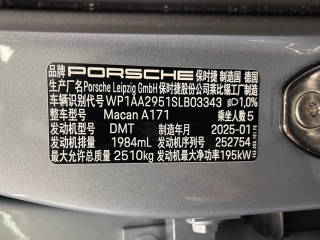 品牌 PORSCHE 保时捷 制造国 德国
生产厂名 Porsche Leipzig GmbH 保时捷股份公司莱比锡工厂制造
车辆识别代号 WP1AA2951SLB03343 1,0%
整车型号 Macan A171 乘坐人数 5
发动机型号 DMT 制造年月 2025-01
发动机排量 1984mL 发动机序列号 252754
最大允许总质量 2510kg 发动机最大净功率 195kW